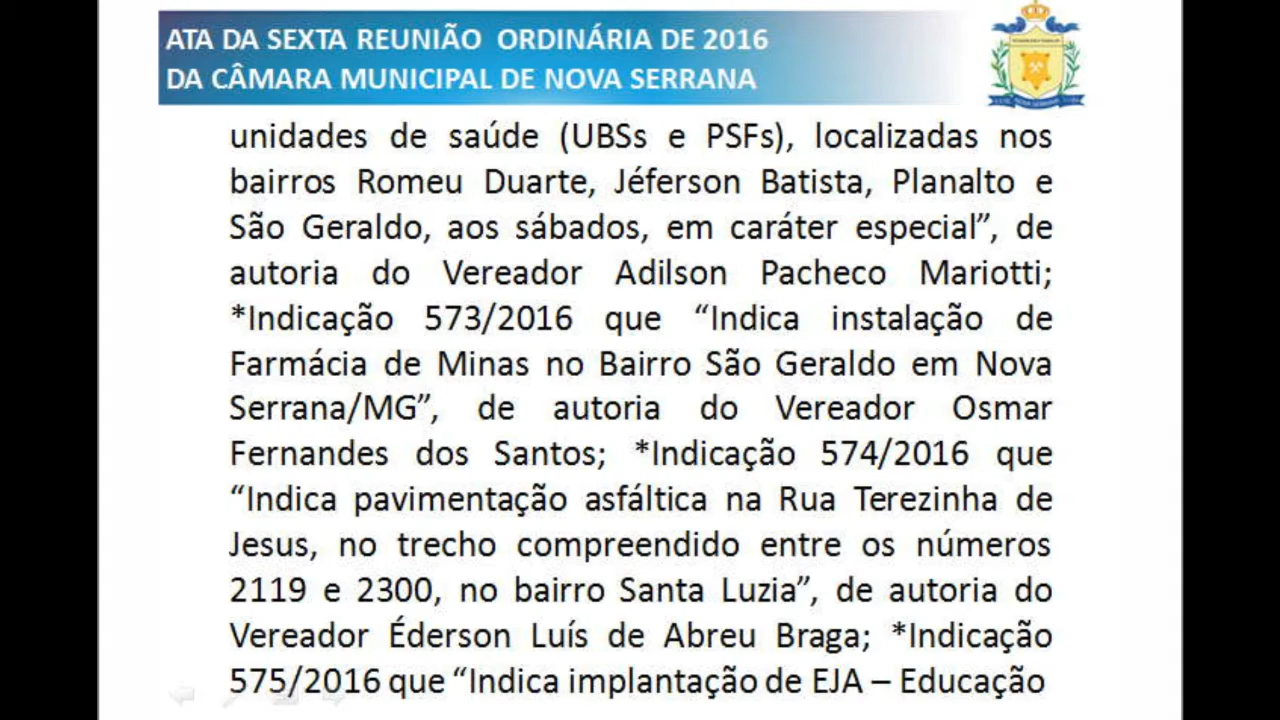 ATA DA SEXTA REUNIÃO ORDINÁRIA DE 2016
DA CÂMARA MUNICIPAL DE NOVA SERRANA
unidades de saúde (UBSs e PSFs), localizadas nos
bairros Romeu Duarte, Jéferson Batista, Planalto e
São Geraldo, aos sábados, em caráter especial”, de
autoria do Vereador Adilson Pacheco Mariotti;
*Indicação 573/2016 que “Indica instalação de
Farmácia de Minas no Bairro São Geraldo em Nova
Serrana/MG”, de autoria do Vereador Osmar
Fernandes dos Santos; *Indicação 574/2016 que
“Indica pavimentação asfáltica na Rua Terezinha de
Jesus, no trecho compreendido entre os números
2119 e 2300, no bairro Santa Luzia”, de autoria do
Vereador Éderson Luís de Abreu Braga; *Indicação
575/2016 que “Indica implantação de EJA – Educação